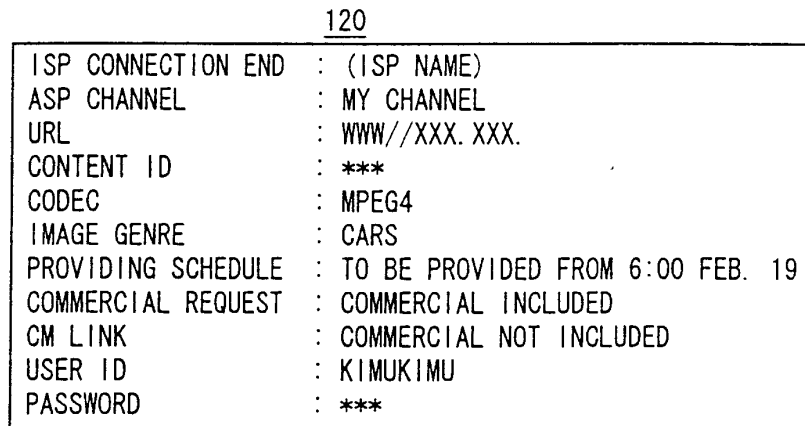 120
ISP CONNECTION END : (ISP NAME)
ASP CHANNEL : MY CHANNEL
URL : WWW//XXX.XXX.
CONTENT ID : ***
CODEC : MPEG4
IMAGE GENRE : CARS
PROVIDING SCHEDULE : TO BE PROVIDED FROM 6:00 FEB. 19
COMMERCIAL REQUEST : COMMERCIAL INCLUDED
CM LINK : COMMERCIAL NOT INCLUDED
USER ID : KIMUKIMU
PASSWORD : ***